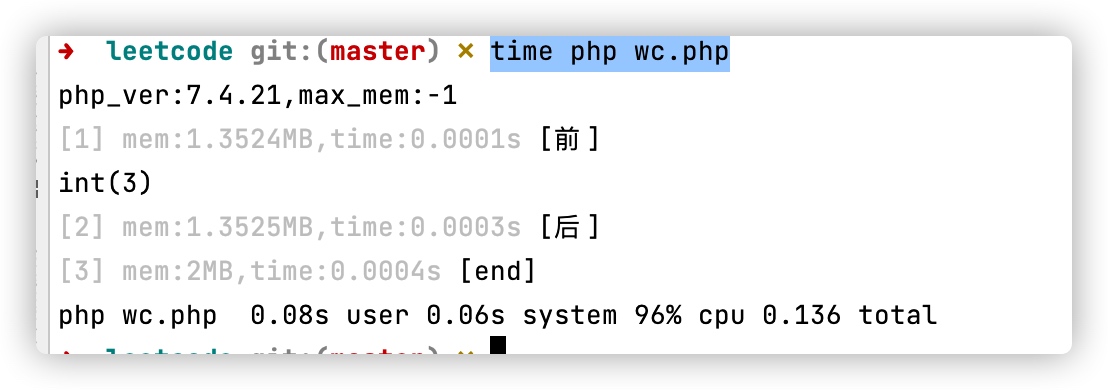 ➜  leetcode git:(master) ✗ time php wc.php
php_ver:7.4.21,max_mem:-1
[1] mem:1.3524MB,time:0.0001s [前]
int(3)
[2] mem:1.3525MB,time:0.0003s [后]
[3] mem:2MB,time:0.0004s [end]
php wc.php  0.08s user 0.06s system 96% cpu 0.136 total
➜  leetcode git:(master) ✗